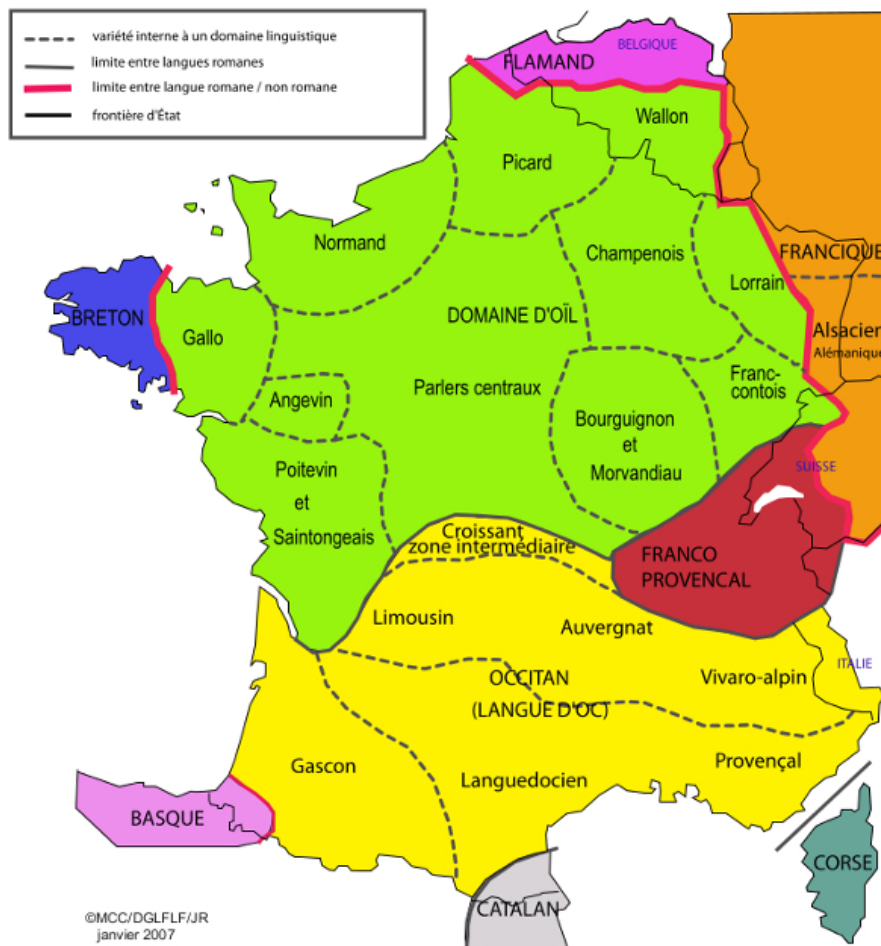 variété interne à un domaine linguistique
limite entre langues romanes
limite entre langue romane / non romane
frontière d'État
BELGIQUE
FLAMAND
Wallon
Picard
Normand
Champenois
FRANCIQUE
Lorrain
BRETON
DOMAINE D'OÏL
Gallo
Alsacien
Alémanique
Franc-
contois
Parlers centraux
Angevin
Bourguignon
et
Morvandiau
Poitevin
et
Saintongeais
SUISSE
Croissant
zone intermédiaire
FRANCO
PROVENCAL
Limousin
Auvergnat
ITALIE
OCCITAN
(LANGUE D'OC)
Vivaro-alpin
Gascon
Languedocien
Provençal
BASQUE
CORSE
CATALAN
©MCC/DGLFLF/JR
janvier 2007